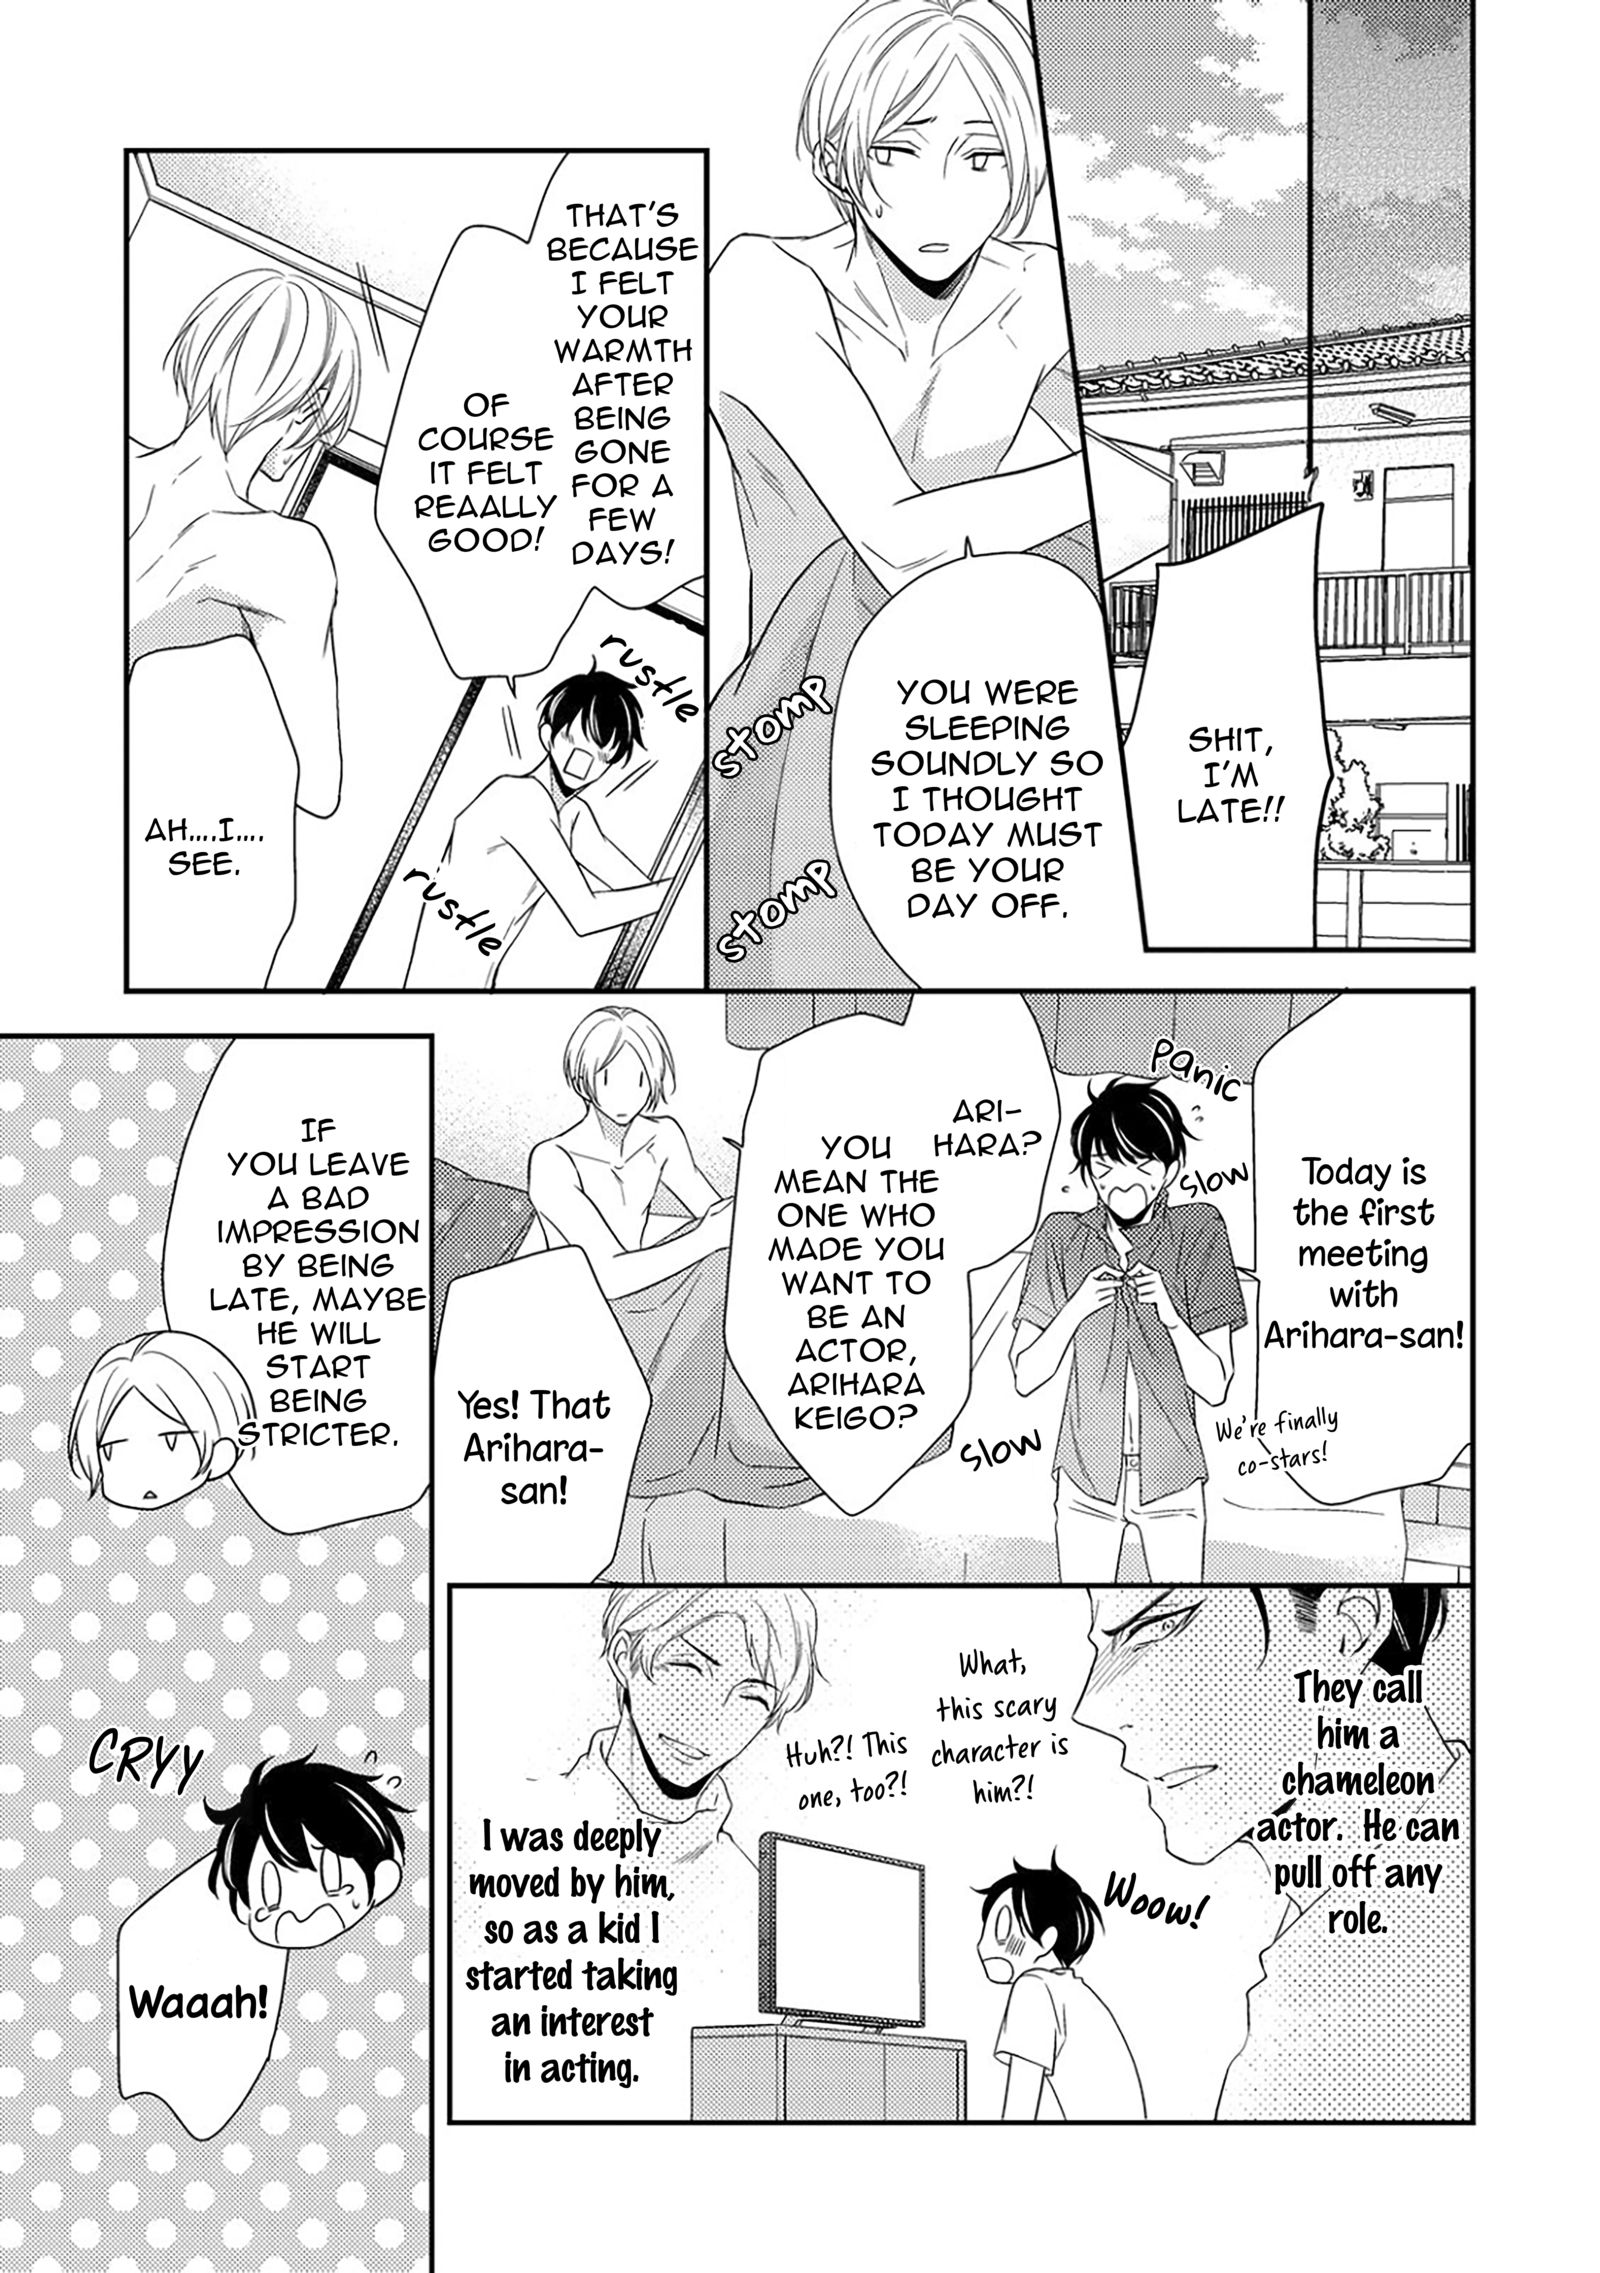 SHIT,
I'M
LATE!!
YOU WERE
SLEEPING
SOUNDLY SO
I THOUGHT
TODAY MUST
BE YOUR
DAY OFF.
stomp
stomp
THAT'S
BECAUSE
I FELT
YOUR
WARMTH
AFTER
BEING
GONE
FOR A
FEW
DAYS!
OF
COURSE
IT FELT
REAALLY
GOOD!
rustle
rustle
AH....I....
SEE.
Today is
the first
meeting
with
Arihara-san!
We're finally
co-stars!
panic
slow
slow
ARI-
HARA?
YOU
MEAN THE
ONE WHO
MADE YOU
WANT TO
BE AN
ACTOR,
ARIHARA
KEIGO?
Yes! That
Arihara-
san!
They call
him a
chameleon
actor. He can
pull off any
role.
What,
this scary
character is
him?!
Huh?! This
one, too?!
Woow!
I was deeply
moved by him,
so as a kid I
started taking
an interest
in acting.
IF
YOU LEAVE
A BAD
IMPRESSION
BY BEING
LATE, MAYBE
HE WILL
START
BEING
STRICTER.
CRYY
Waaah!